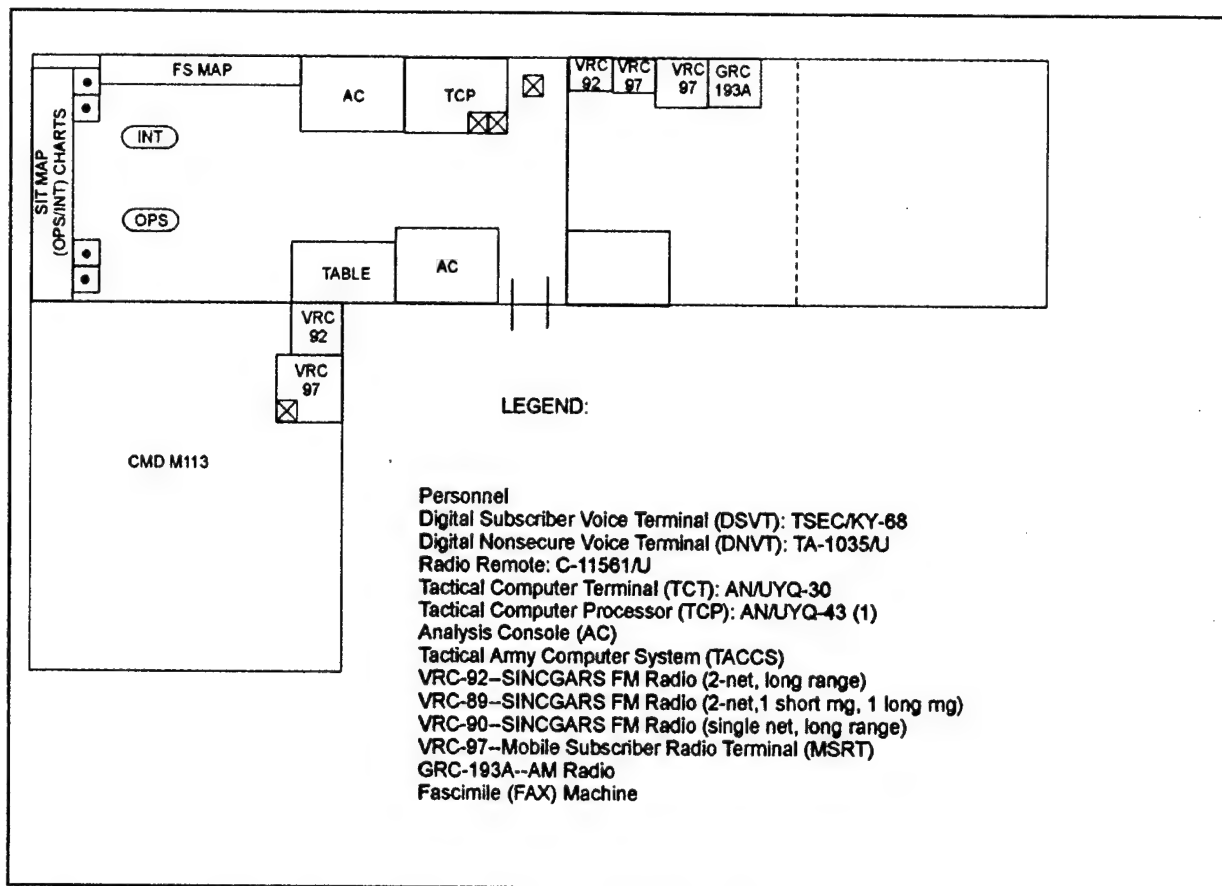 FS MAP
AC
TCP
VRC
92
VRC
97
VRC
97
GRC
193A
SIT MAP
(OPS/INT) CHARTS
INT
OPS
TABLE
AC
VRC
92
VRC
97
CMD M113
LEGEND:
Personnel
Digital Subscriber Voice Terminal (DSVT): TSEC/KY-68
Digital Nonsecure Voice Terminal (DNVT): TA-1035/U
Radio Remote: C-11561/U
Tactical Computer Terminal (TCT): AN/UYQ-30
Tactical Computer Processor (TCP): AN/UYQ-43 (1)
Analysis Console (AC)
Tactical Army Computer System (TACCS)
VRC-92--SINCGARS FM Radio (2-net, long range)
VRC-89--SINCGARS FM Radio (2-net,1 short rng, 1 long rng)
VRC-90--SINCGARS FM Radio (single net, long range)
VRC-97--Mobile Subscriber Radio Terminal (MSRT)
GRC-193A--AM Radio
Fascimile (FAX) Machine